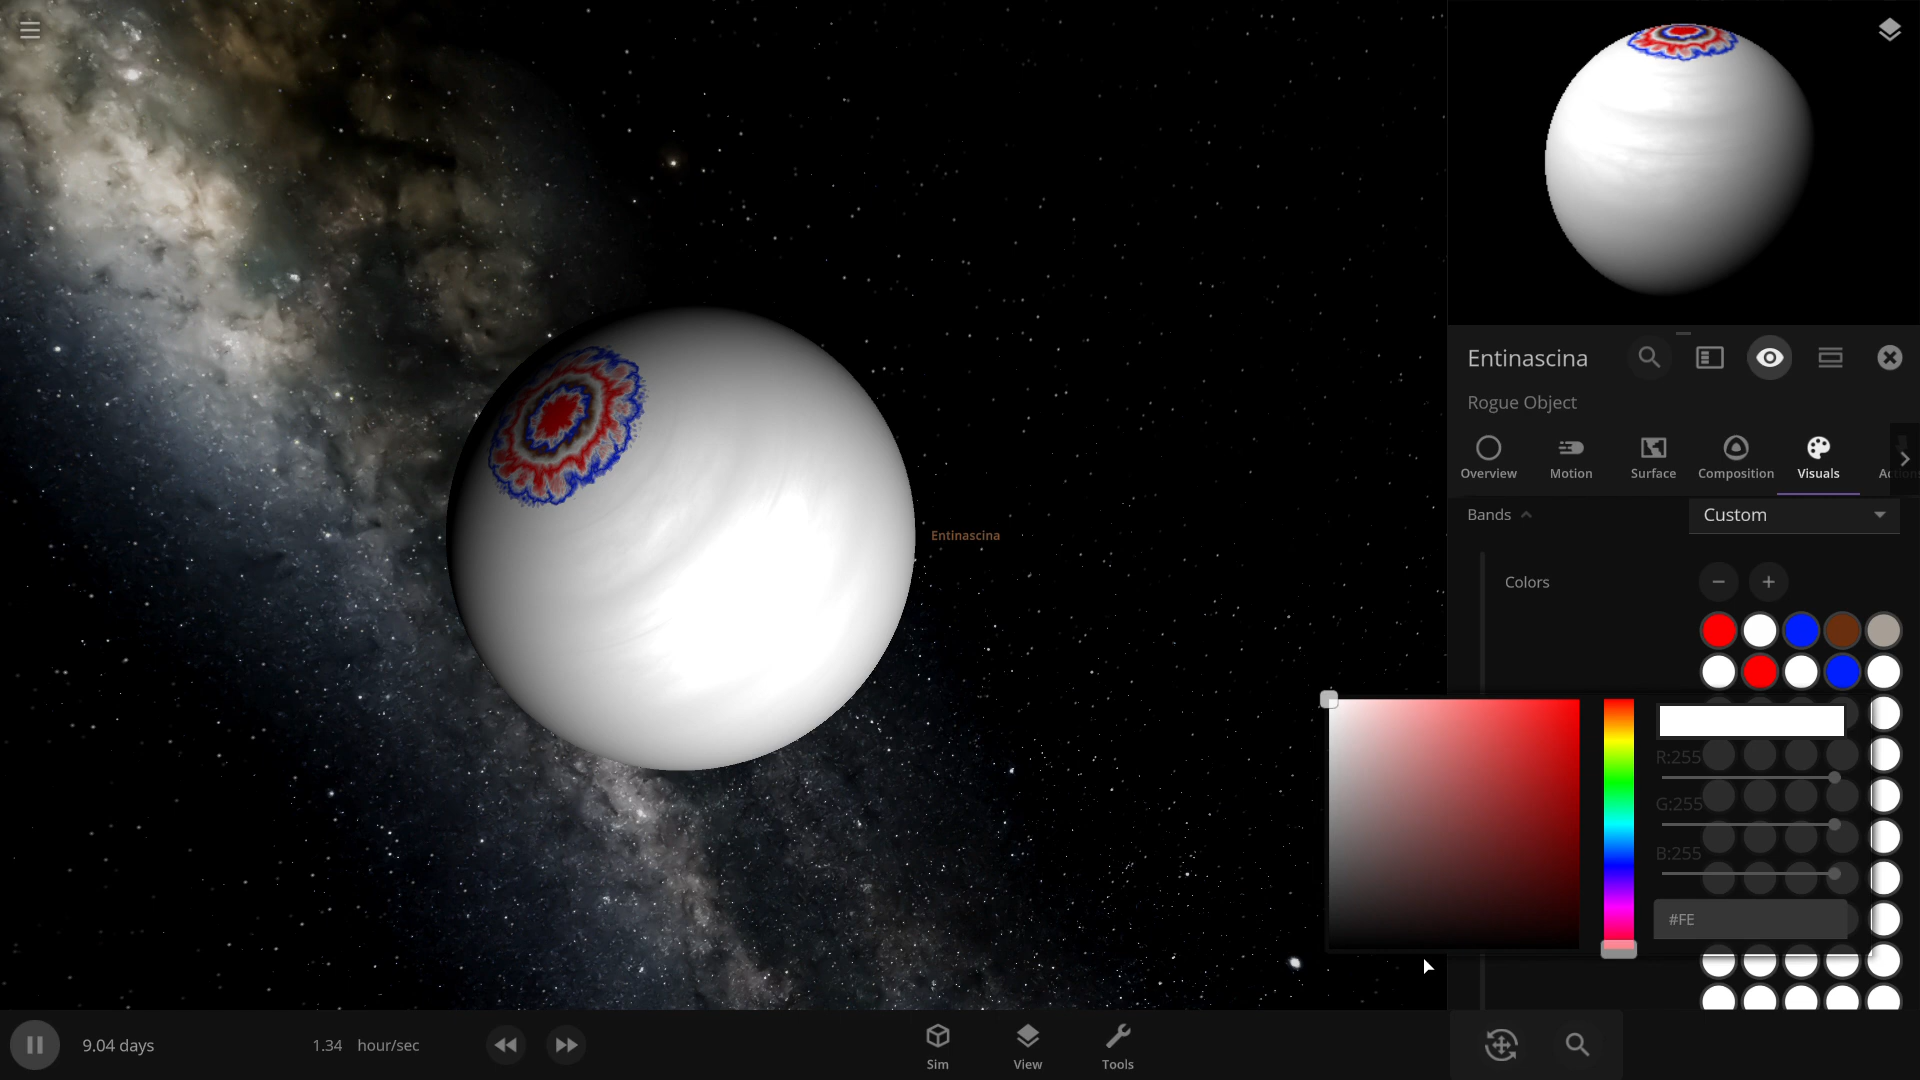 Entinascina
Rogue Object
Overview
Motion
Surface
Composition
Visuals
Bands
Custom
Colors
Entinascina
R:255
G:255
B:255
#FE
9.04 days
1.34 hour/sec
Sim
View
Tools